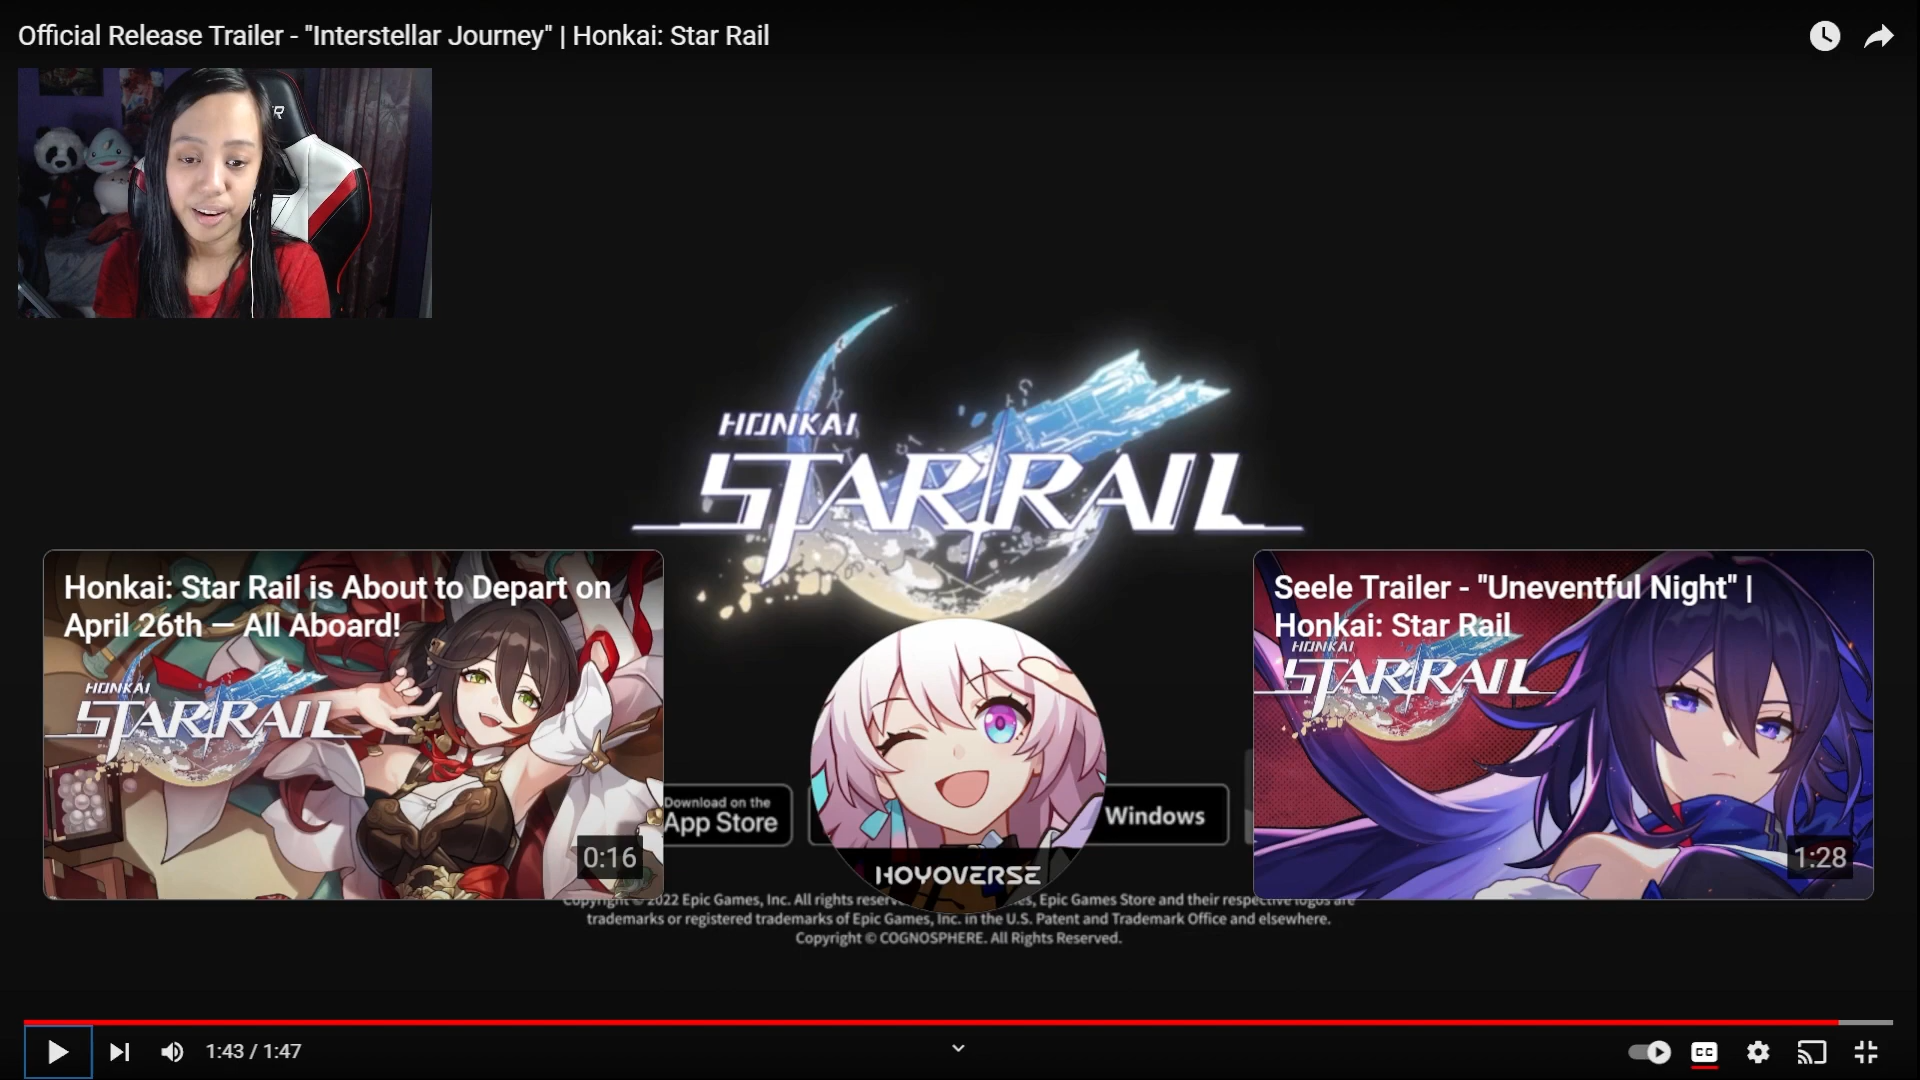 Official Release Trailer - "Interstellar Journey" | Honkai: Star Rail
R
HONKAI
STAR RAIL
Honkai: Star Rail is About to Depart on
April 26th — All Aboard!
HONKAI
STAR RAIL
0:16
Seele Trailer - "Uneventful Night" |
Honkai: Star Rail
HONKAI
STAR RAIL
1:28
Download on the
App Store
Windows
HOYOVERSE
Copyright © 2022 Epic Games, Inc. All rights reserv
es, Epic Games Store and their respective logos are
trademarks or registered trademarks of Epic Games, Inc. in the U.S. Patent and Trademark Office and elsewhere.
Copyright © COGNOSPHERE. All Rights Reserved.
1:43 / 1:47
CC